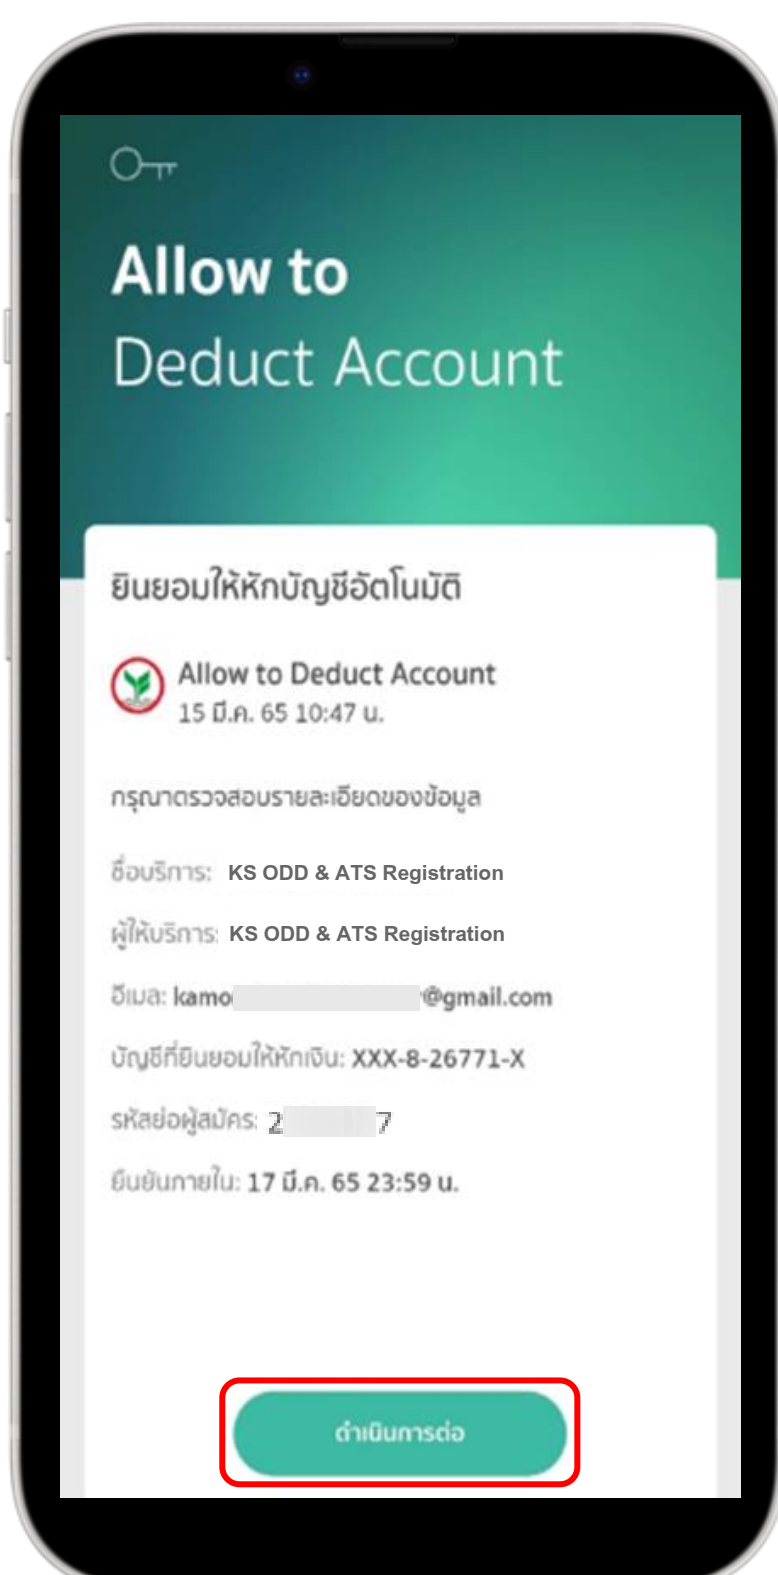 Allow to
Deduct Account
ยินยอมให้หักบัญชีอัตโนมัติ
Allow to Deduct Account
15 มี.ค. 65 10:47 น.
กรุณาตรวจสอบรายละเอียดของข้อมูล
ชื่อบริการ: KS ODD & ATS Registration
ผู้ให้บริการ: KS ODD & ATS Registration
อีเมล: kamo @gmail.com
บัญชีที่ยินยอมให้หักเงิน: XXX-8-26771-X
รหัสย่อผู้สมัคร: 2 7
ยืนยันภายใน: 17 มี.ค. 65 23:59 น.
ดำเนินการต่อ